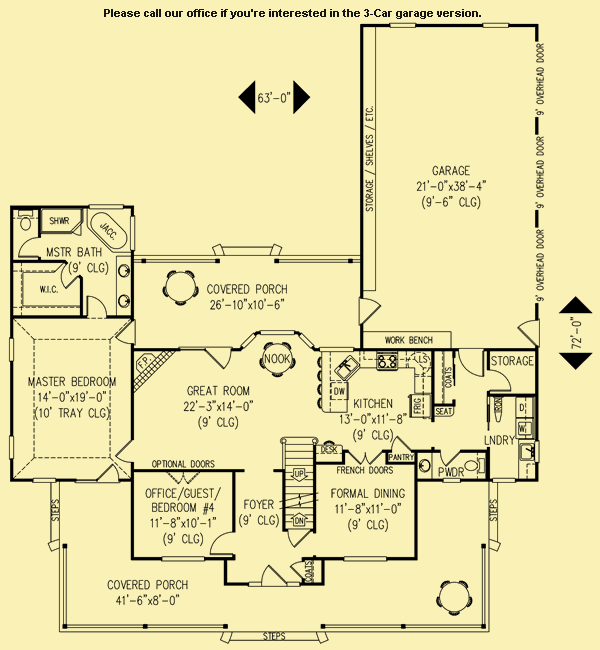 Please call our office if you're interested in the 3-Car garage version.
63'-0"
STORAGE / SHELVES / ETC.
GARAGE
21'-0"x38'-4"
(9'-6" CLG)
9' OVERHEAD DOOR
9' OVERHEAD DOOR
9' OVERHEAD DOOR
72'-0"
SHWR
JACC.
MSTR BATH
(9' CLG)
W.I.C.
COVERED PORCH
26'-10"x10'-6"
WORK BENCH
MASTER BEDROOM
14'-0"x19'-0"
(10' TRAY CLG)
F.P.
NOOK
GREAT ROOM
22'-3"x14'-0"
(9' CLG)
DW
KITCHEN
13'-0"x11'-8"
(9' CLG)
LS
FRIG
COATS
SEAT
STORAGE
IRON
D
W
LNDRY
DESK
PANTRY
PWDR
OPTIONAL DOORS
FRENCH DOORS
UP
DN
OFFICE/GUEST/
BEDROOM #4
11'-8"x10'-1"
(9' CLG)
FOYER
(9' CLG)
FORMAL DINING
11'-8"x11'-0"
(9' CLG)
STEPS
STEPS
COATS
COVERED PORCH
41'-6"x8'-0"
STEPS